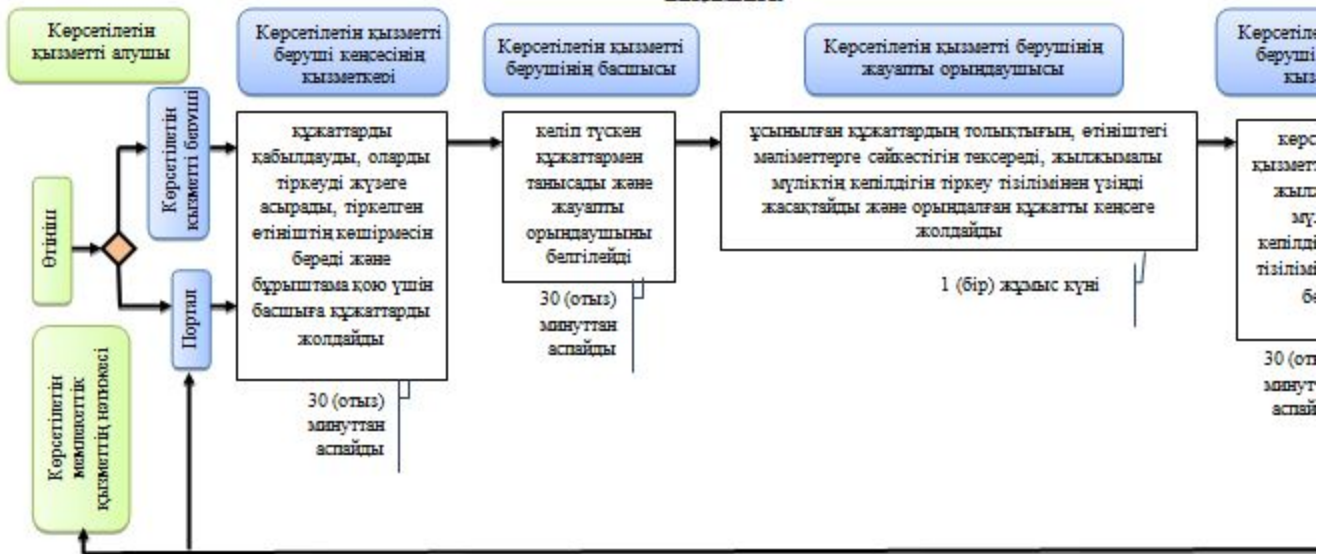 Көрсетілетін
қызметті алушы
Көрсетілетін қызметті
беруші кеңсесінің
қызметкері
Көрсетілетін қызметті
берушінің басшысы
Көрсетілетін қызметті берушінің
жауапты орындаушысы
Өтініш
Көрсетілетін
қызметті беруші
Портал
Көрсетілетін
мемлекеттік
қызметтің нәтижесі
құжаттарды
қабылдауды, оларды
тіркеуді жүзеге
асырады, тіркелген
өтініштің көшірмесін
береді және
бұрыштама қою үшін
басшыға құжаттарды
жолдайды
30 (отыз)
минуттан
аспайды
келіп түскен
құжаттармен
танысады және
жауапты
орындаушыны
белгілейді
30 (отыз)
минуттан
аспайды
ұсынылған құжаттардың толықтығын, өтініштегі
мәліметтерге сәйкестігін тексереді, жылжымалы
мүліктің кепілдігін тіркеу тізілімінен үзінді
жасақтайды және орындалған құжатты кеңсеге
жолдайды
1 (бір) жұмыс күні
беруші
30